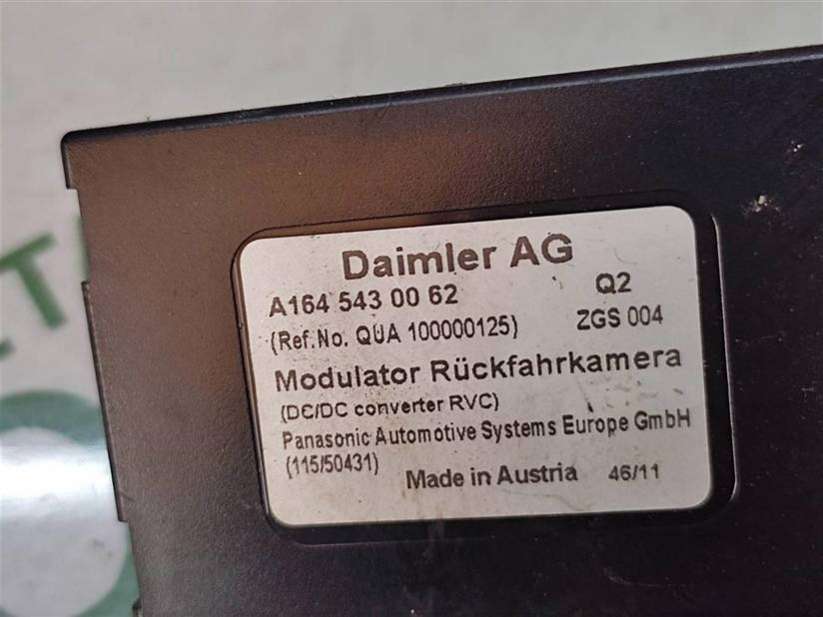 Daimler AG
A164 543 00 62 Q2
(Ref.No. QUA 100000125) ZGS 004
Modulator Rückfahrkamera
(DC/DC converter RVC)
Panasonic Automotive Systems Europe GmbH
(115/50431) Made in Austria 46/11